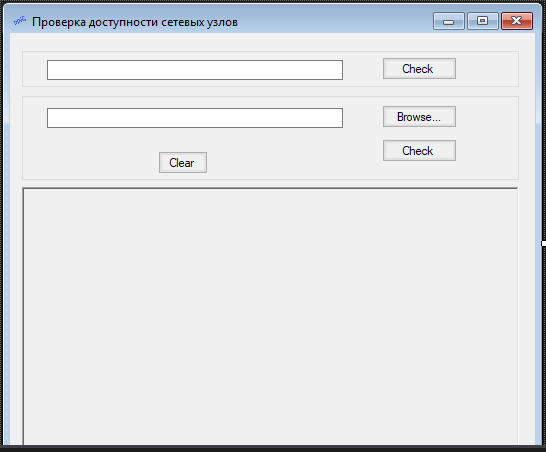 Проверка доступности сетевых узлов
Check
Browse...
Check
Clear